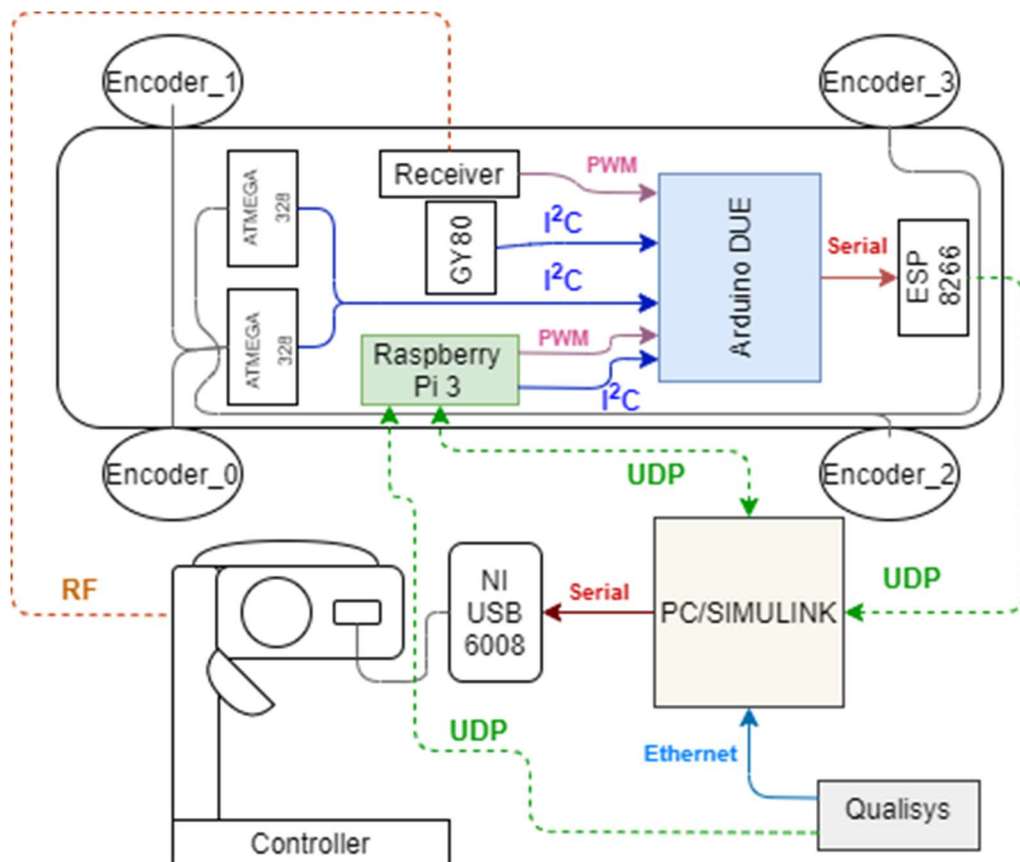 Encoder_1
Encoder_3
ATMEGA
328
Receiver
PWM
GY80
I²C
I²C
Arduino DUE
Serial
ESP
8266
ATMEGA
328
Raspberry
Pi 3
PWM
I²C
Encoder_0
Encoder_2
UDP
RF
UDP
NI
USB
6008
Serial
PC/SIMULINK
UDP
Ethernet
Qualisys
Controller